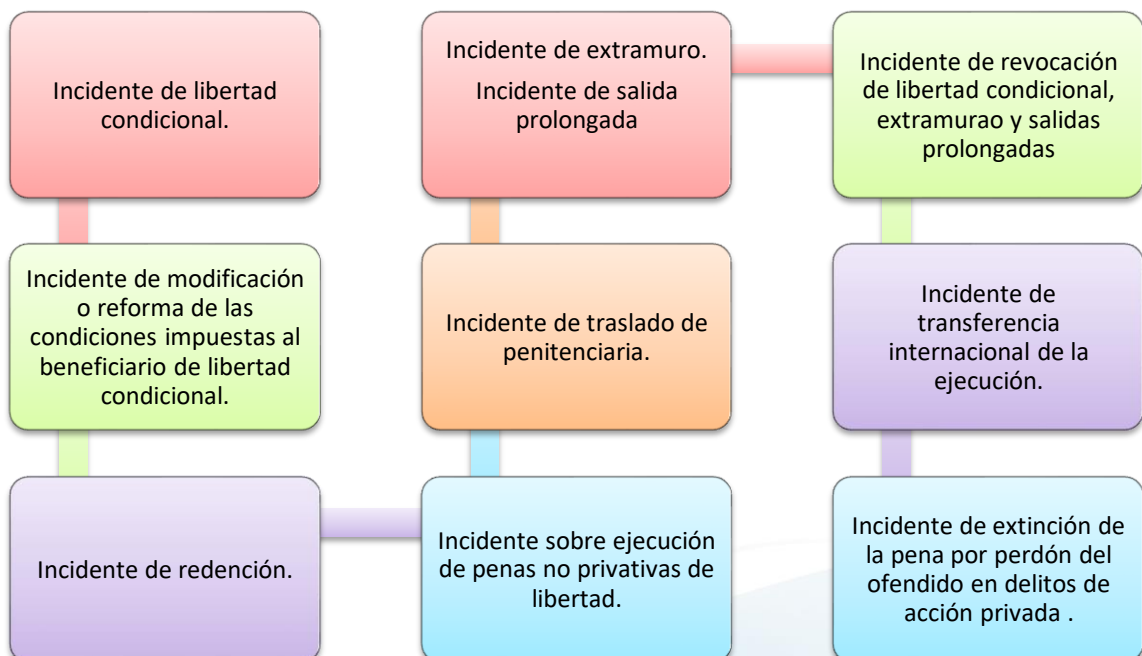 Incidente de libertad
condicional.
Incidente de modificación
o reforma de las
condiciones impuestas al
beneficiario de libertad
condicional.
Incidente de redención.
Incidente sobre ejecución
de penas no privativas de
libertad.
Incidente de traslado de
penitenciaria.
Incidente de extramuro.
Incidente de salida
prolongada
Incidente de revocación
de libertad condicional,
extramurao y salidas
prolongadas
Incidente de
transferencia
internacional de la
ejecución.
Incidente de extinción de
la pena por perdón del
ofendido en delitos de
acción privada .